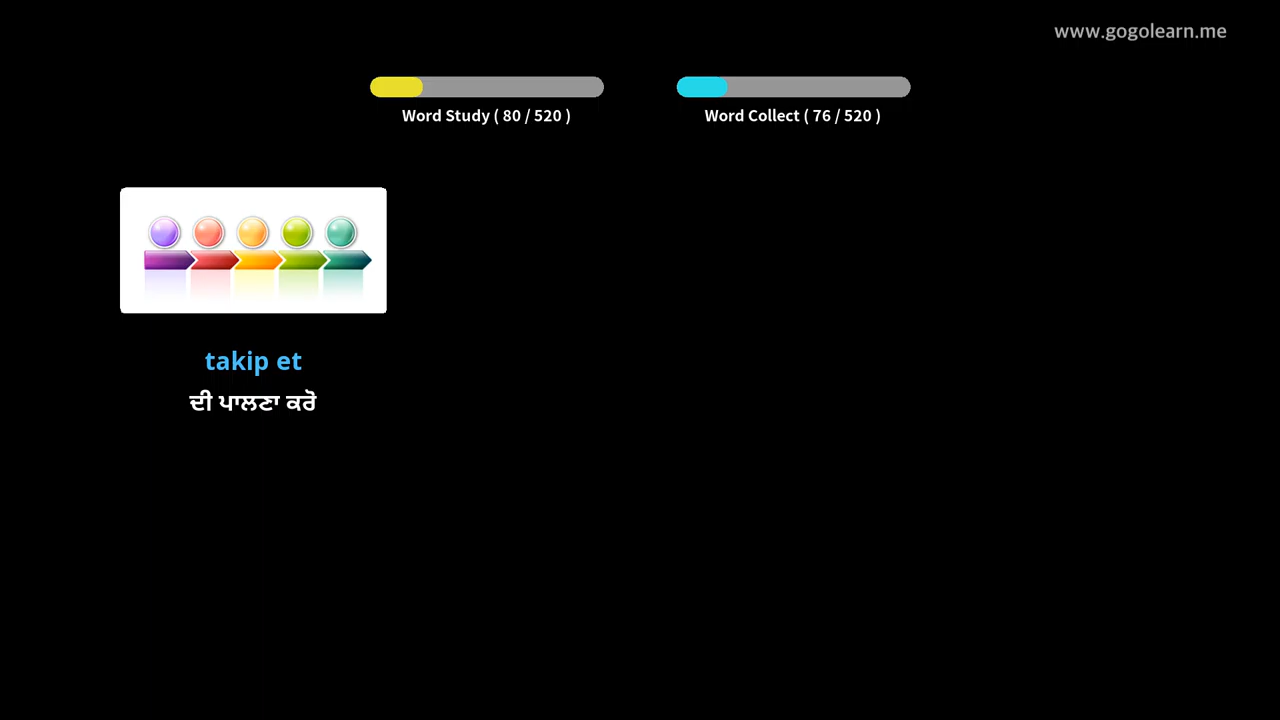 www.gogolearn.me
Word Study ( 80 / 520 )
Word Collect ( 76 / 520 )
takip et
ਦੀ ਪਾਲਣਾ ਕਰੋ